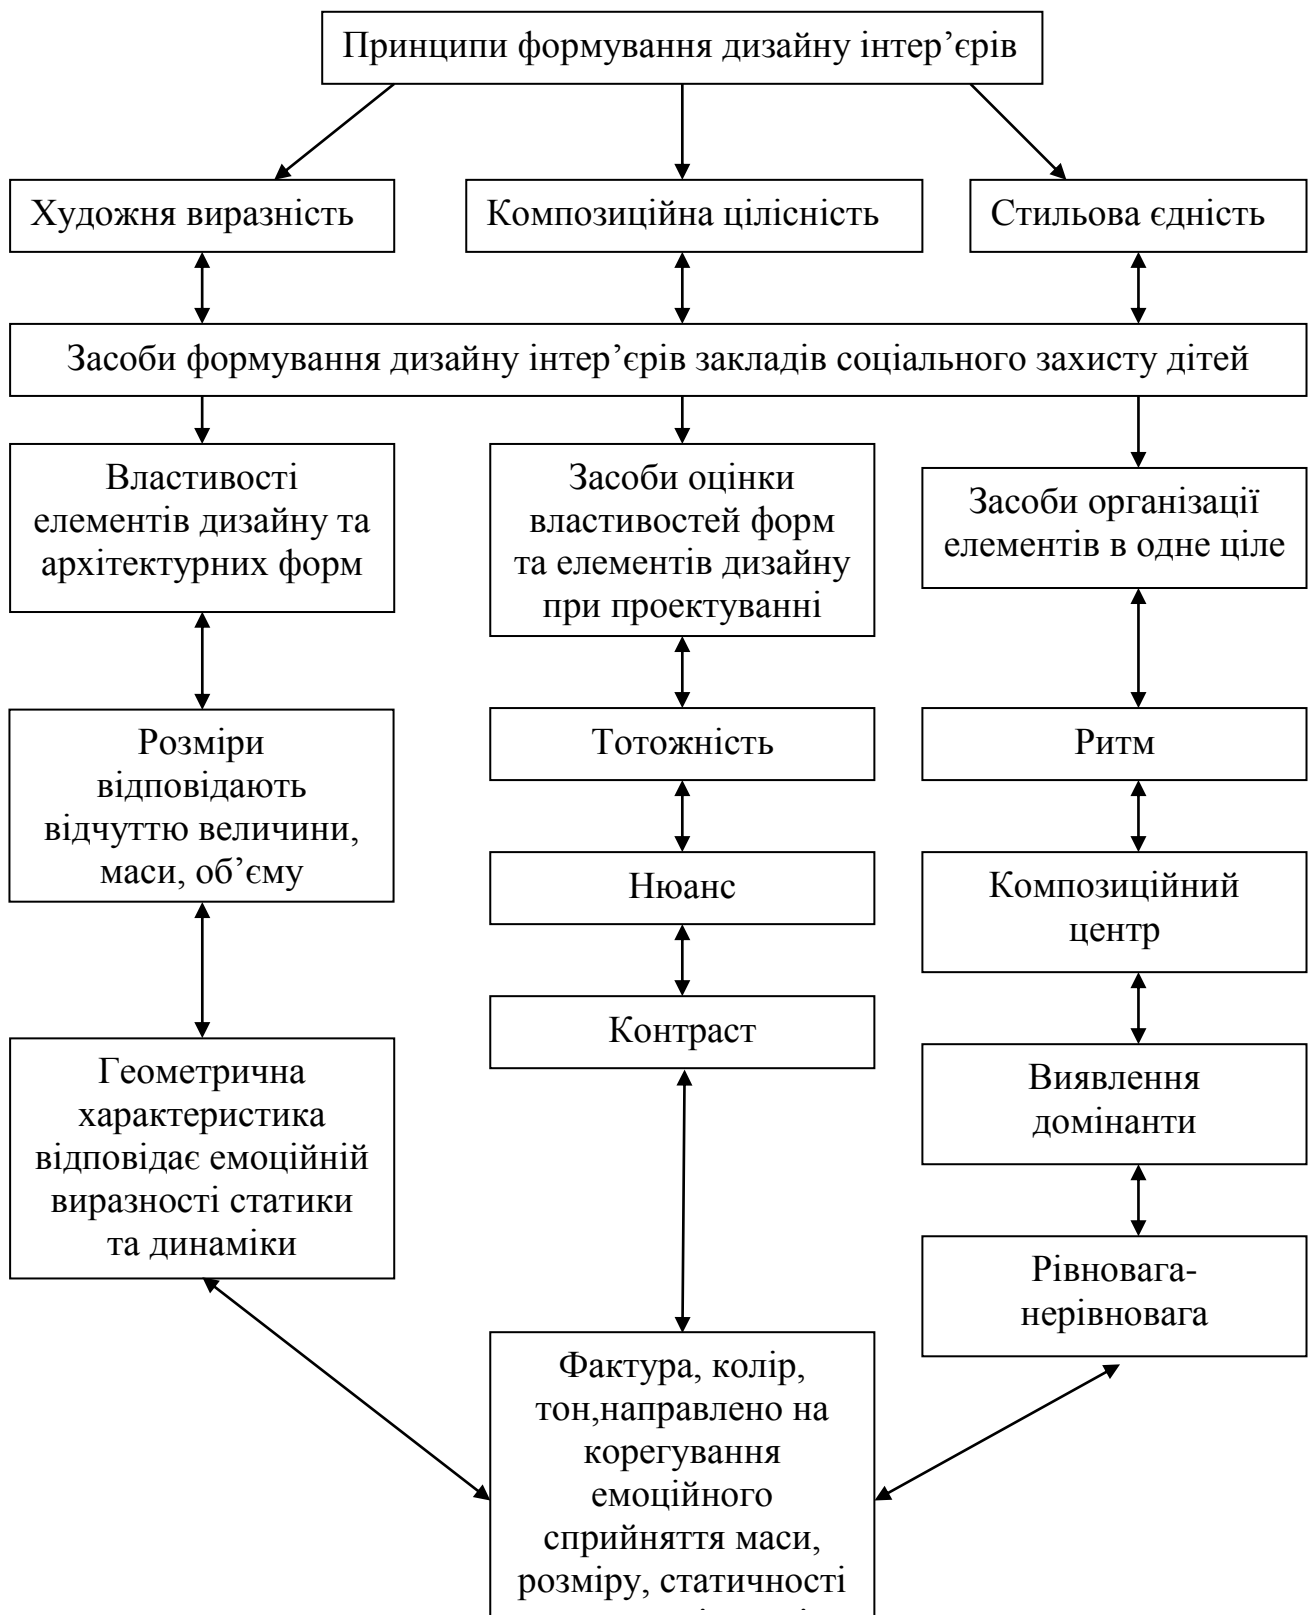 Принципи формування дизайну інтер’єрів
Художня виразність
Композиційна цілісність
Стильова єдність
Засоби формування дизайну інтер’єрів закладів соціального захисту дітей
Властивості
елементів дизайну та
архітектурних форм
Засоби оцінки
властивостей форм
та елементів дизайну
при проектуванні
Засоби організації
елементів в одне ціле
Розміри
відповідають
відчуттю величини,
маси, об’єму
Тотожність
Ритм
Нюанс
Композиційний
центр
Контраст
Геометрична
характеристика
відповідає емоційній
виразності статики
та динаміки
Виявлення
домінанти
Рівновага-
нерівновага
Фактура, колір,
тон,направлено на
корегування
емоційного
сприйняття маси,
розміру, статичності